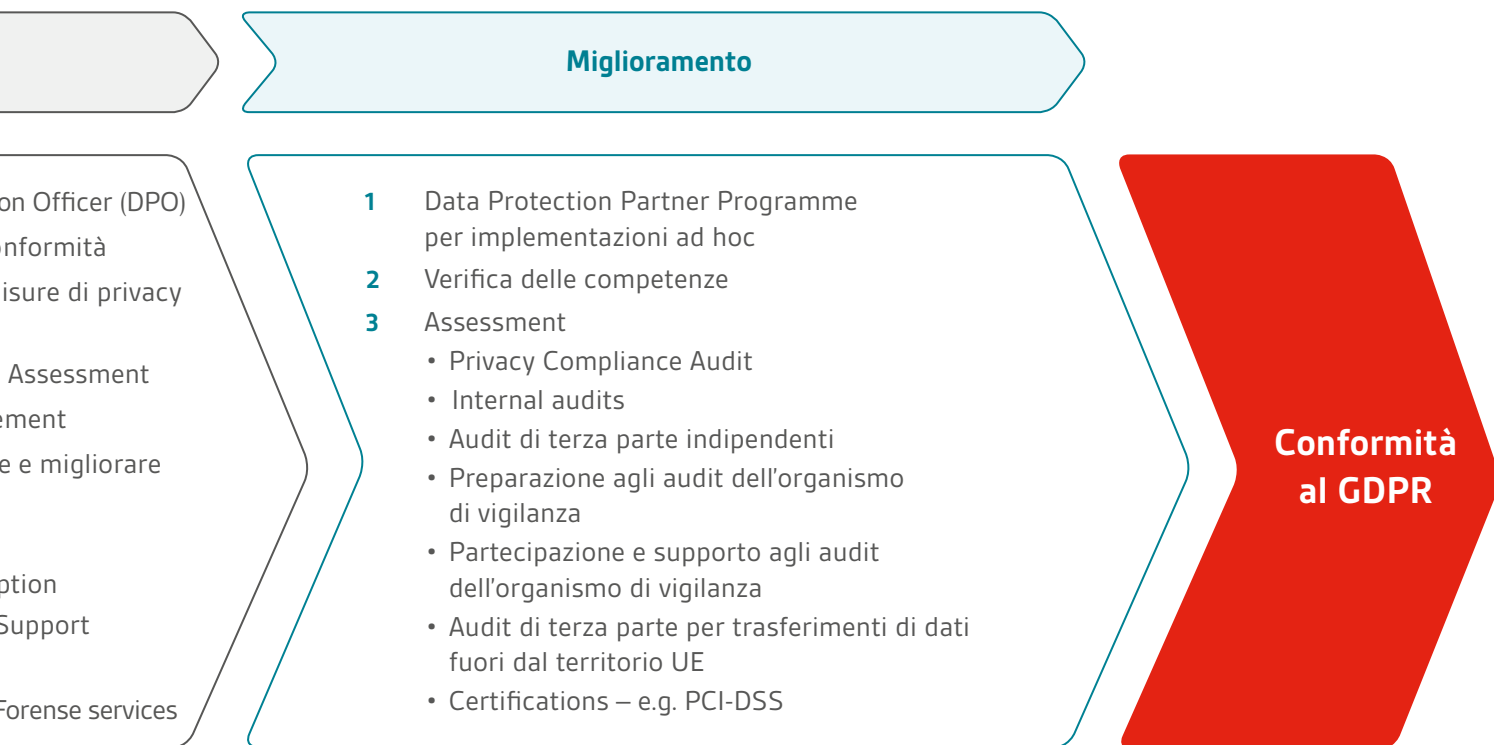 Miglioramento
on Officer (DPO)
onformità
isure di privacy
Assessment
ement
e e migliorare
ption
Support
Forense services
1 Data Protection Partner Programme
per implementazioni ad hoc
2 Verifica delle competenze
3 Assessment
• Privacy Compliance Audit
• Internal audits
• Audit di terza parte indipendenti
• Preparazione agli audit dell'organismo
di vigilanza
• Partecipazione e supporto agli audit
dell'organismo di vigilanza
• Audit di terza parte per trasferimenti di dati
fuori dal territorio UE
• Certifications – e.g. PCI-DSS
Conformità
al GDPR